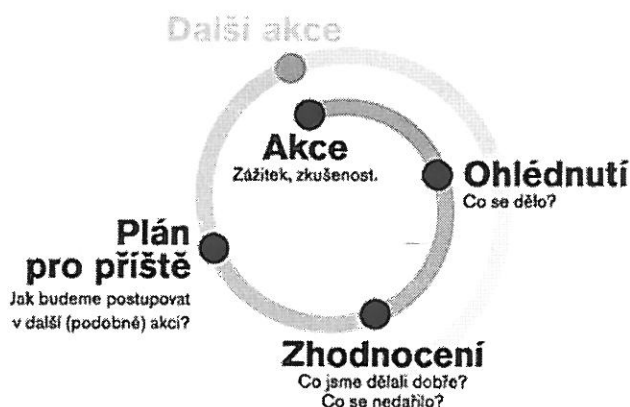 Další akce
Akce
Zážitek, zkušenost.
Ohlédnutí
Co se dělo?
Zhodnocení
Co jsme dělali dobře?
Co se nedařilo?
Plán
pro příště
Jak budeme postupovat
v další (podobné) akci?